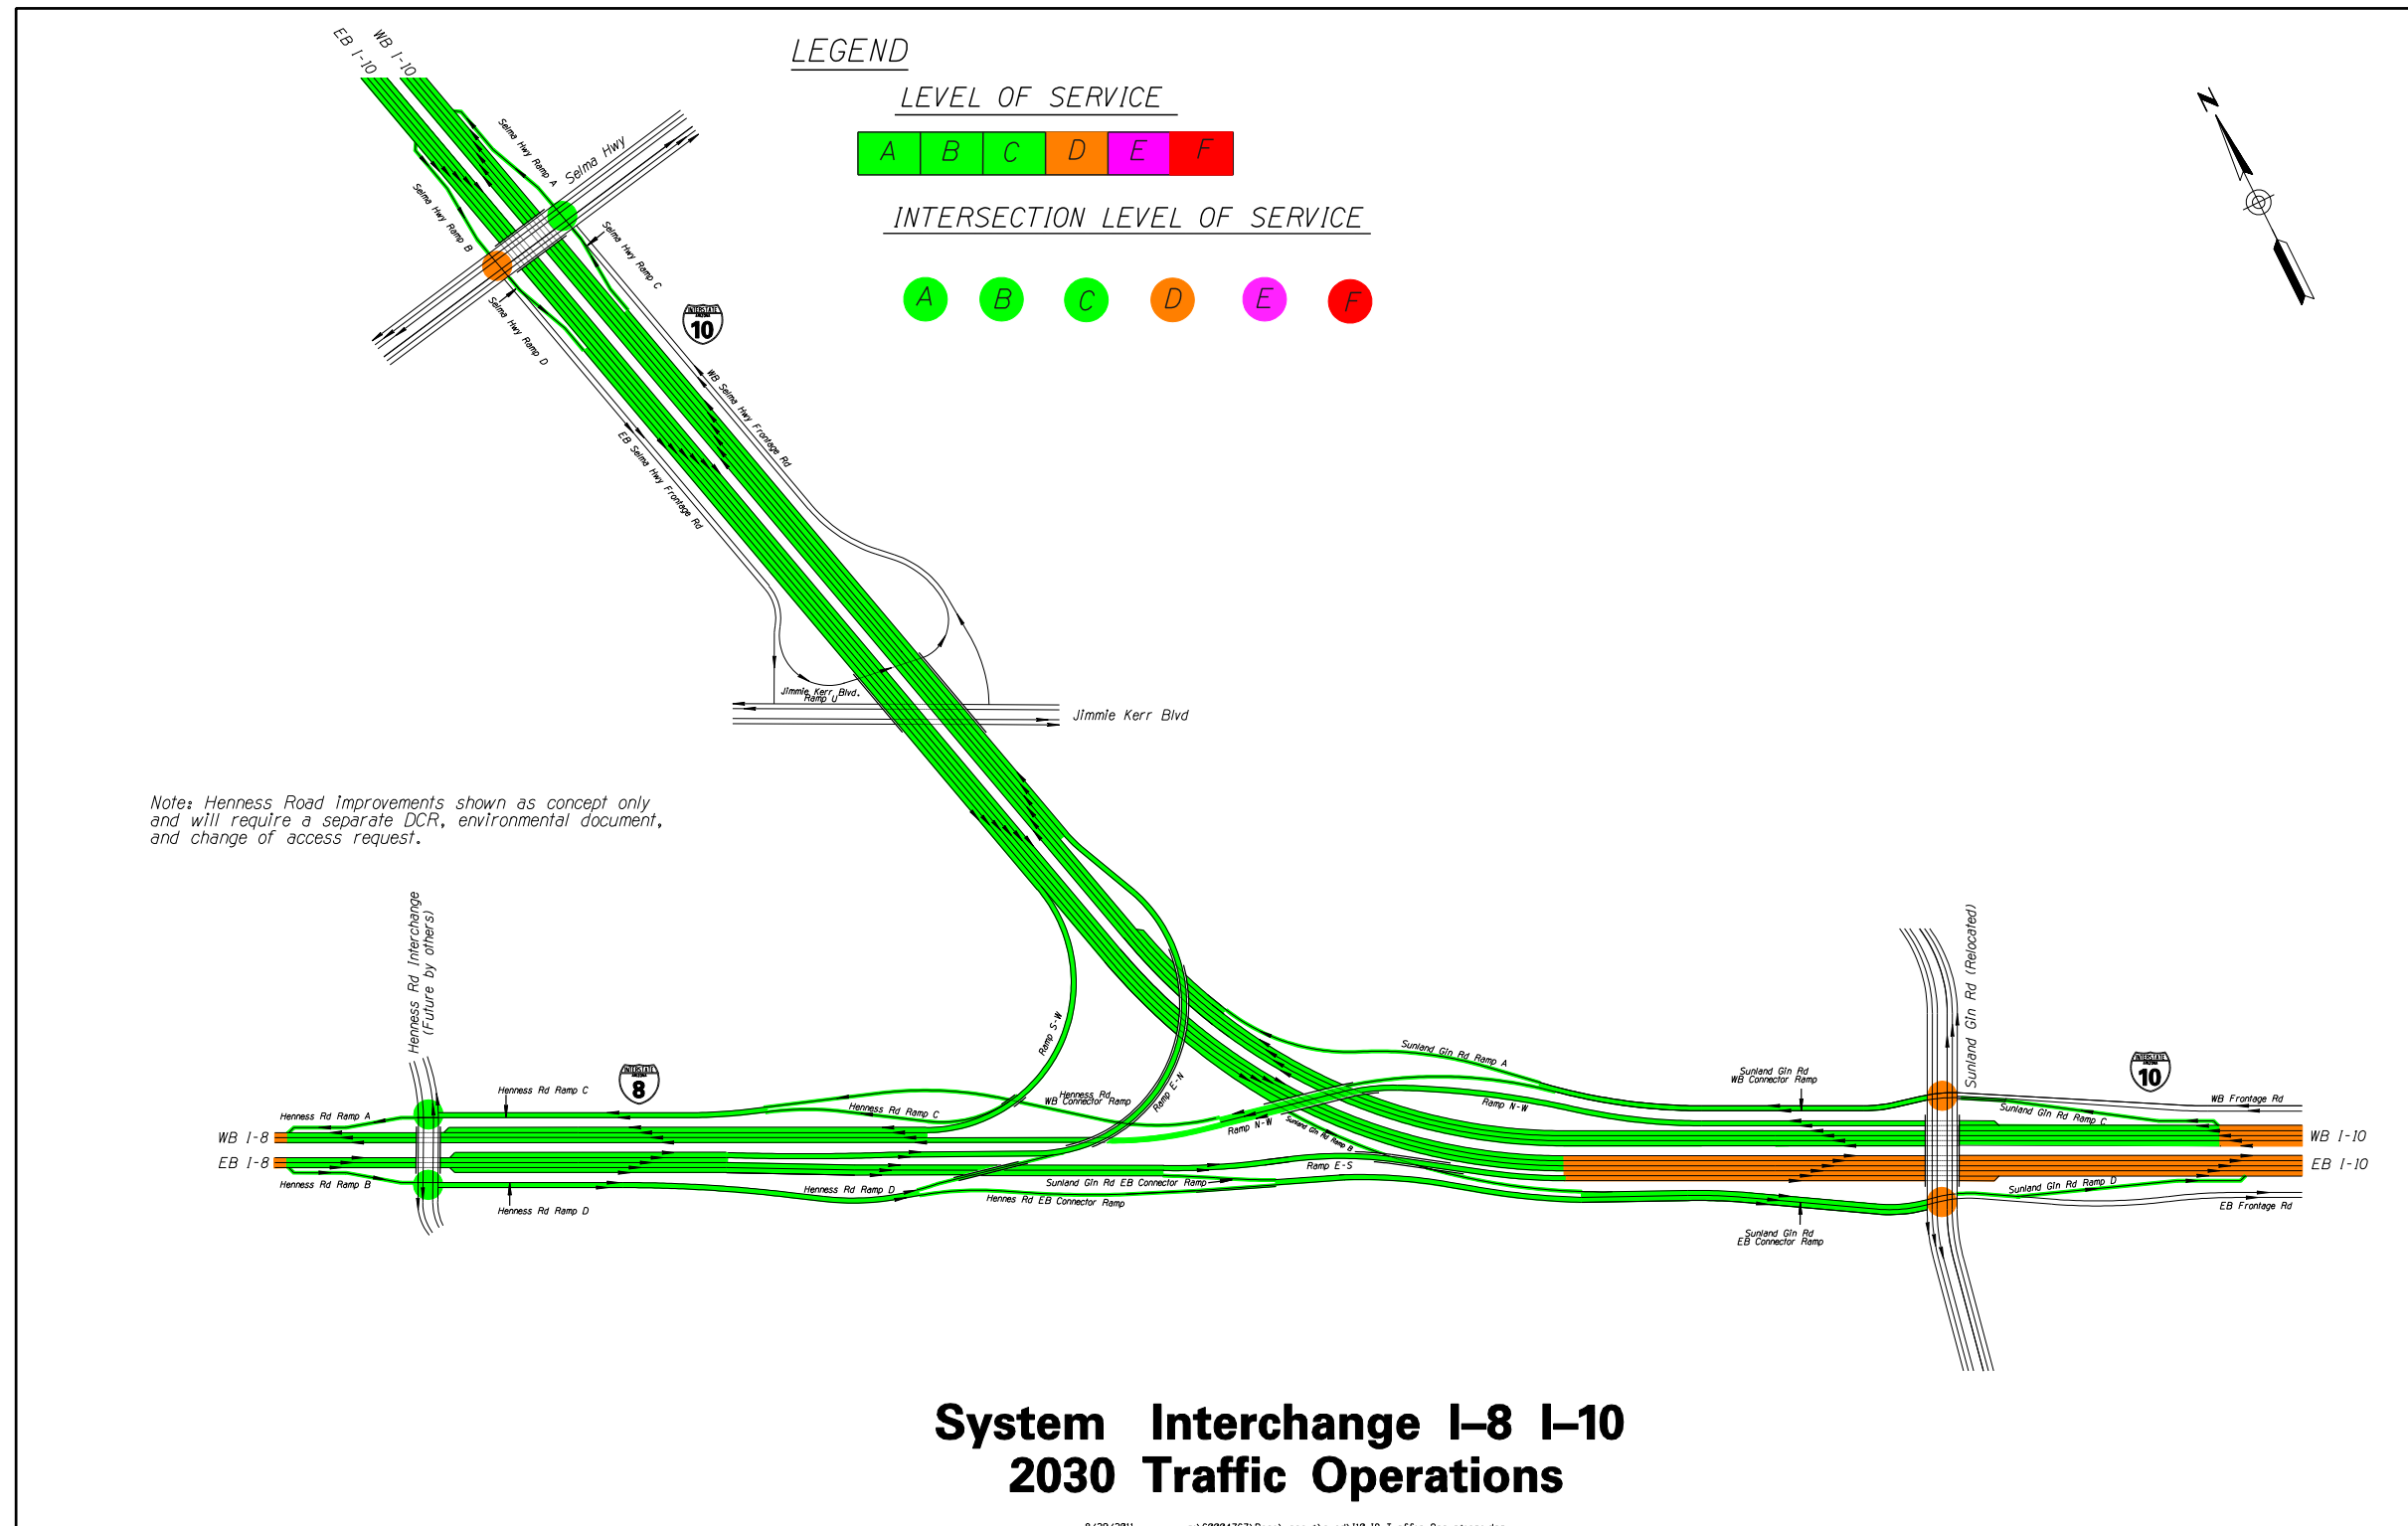 EB I-10
WB I-10
LEGEND
LEVEL OF SERVICE
A B C D E F
INTERSECTION LEVEL OF SERVICE
A B C D E F
N
Selma Hwy Ramp A
Selma Hwy
Selma Hwy Ramp B
Selma Hwy Ramp C
Selma Hwy Ramp D
INTERSTATE
10
WB Selma Hwy Frontage Rd
EB Selma Hwy Frontage Rd
Jimmie Kerr Blvd.
Ramp U
Jimmie Kerr Blvd
Note: Henness Road improvements shown as concept only
and will require a separate DCR, environmental document,
and change of access request.
Henness Rd Interchange
(Future by others)
Sunland Gin Rd (Relocated)
Ramp S-W
Ramp E-N
Sunland Gin Rd Ramp A
INTERSTATE
8
INTERSTATE
10
Henness Rd Ramp C
Henness Rd Ramp A
Henness Rd
WB Connector Ramp
Henness Rd Ramp C
Sunland Gin Rd
WB Connector Ramp
Ramp N-W
Ramp N-W
Sunland Gin Rd Ramp B
WB Frontage Rd
Sunland Gin Rd Ramp C
WB I-8
EB I-8
WB I-10
EB I-10
Ramp E-S
Henness Rd Ramp B
Henness Rd Ramp D
Sunland Gin Rd EB Connector Ramp
Hennes Rd EB Connector Ramp
Sunland Gin Rd Ramp D
Henness Rd Ramp D
EB Frontage Rd
Sunland Gin Rd
EB Connector Ramp
System Interchange I–8 I–10
2030 Traffic Operations